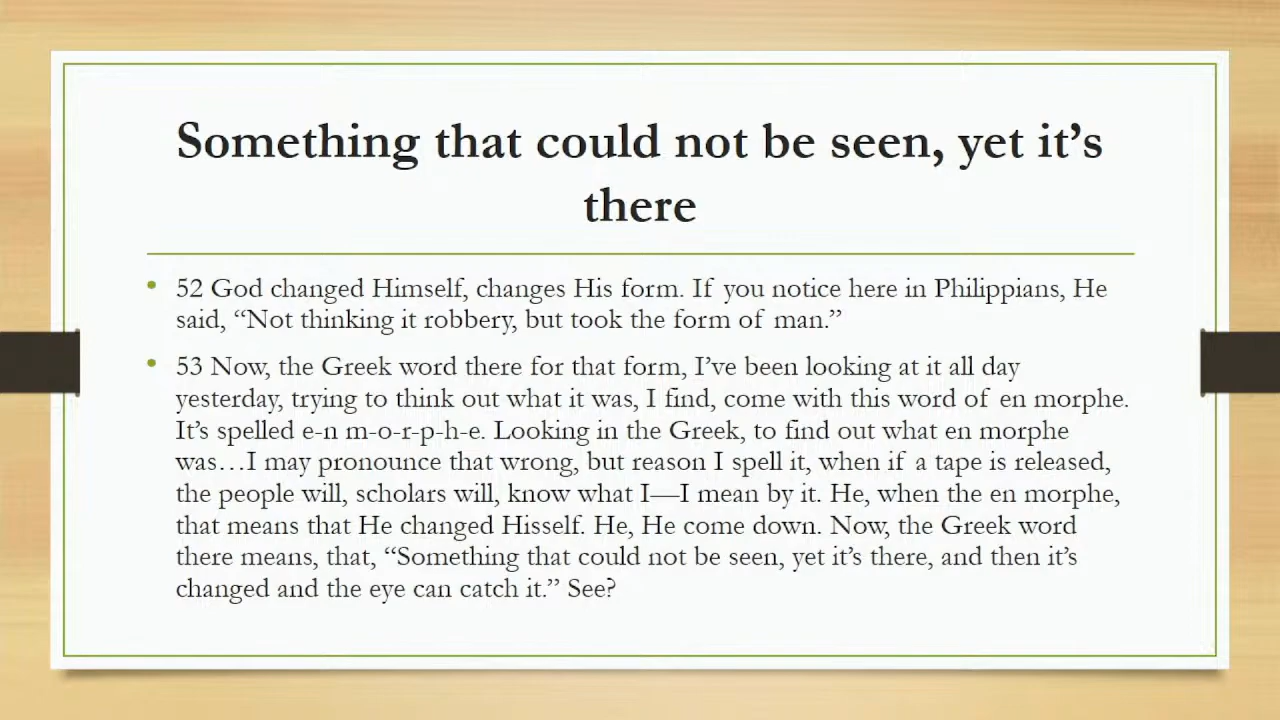 Something that could not be seen, yet it’s
there
• 52 God changed Himself, changes His form. If you notice here in Philippians, He
said, “Not thinking it robbery, but took the form of man.”
• 53 Now, the Greek word there for that form, I’ve been looking at it all day
yesterday, trying to think out what it was, I find, come with this word of en morphe.
It’s spelled e-n m-o-r-p-h-e. Looking in the Greek, to find out what en morphe
was…I may pronounce that wrong, but reason I spell it, when if a tape is released,
the people will, scholars will, know what I—I mean by it. He, when the en morphe,
that means that He changed Hisself. He, He come down. Now, the Greek word
there means, that, “Something that could not be seen, yet it’s there, and then it’s
changed and the eye can catch it.” See?